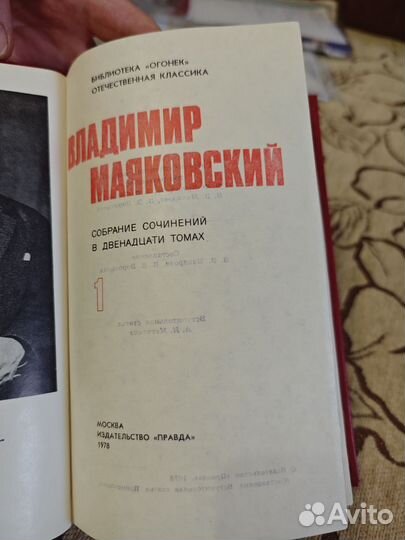 БИБЛИОТЕКА «ОГОНЕК»
ОТЕЧЕСТВЕННАЯ КЛАССИКА
ВЛАДИМИР
МАЯКОВСКИЙ
СОБРАНИЕ СОЧИНЕНИЙ
В ДВЕНАДЦАТИ ТОМАХ
1
МОСКВА
ИЗДАТЕЛЬСТВО «ПРАВДА»
1978
Avito